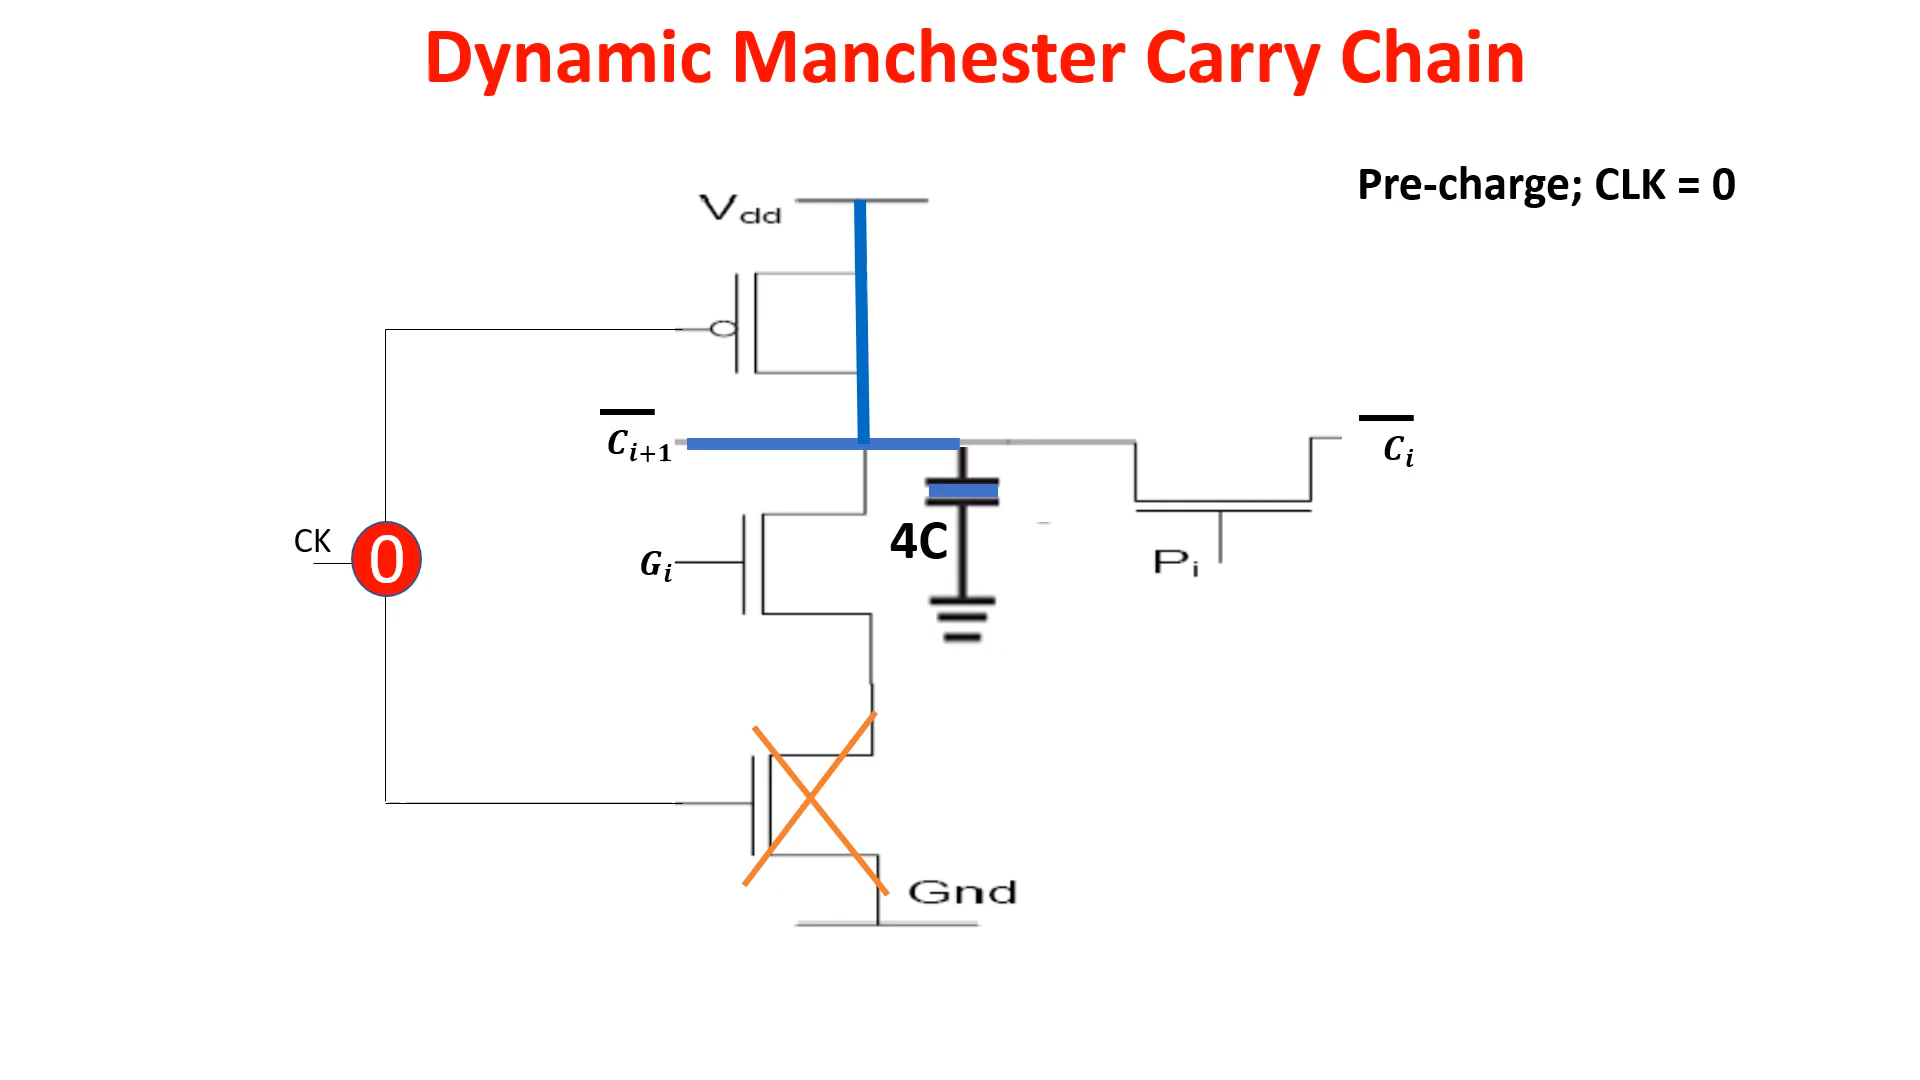 Dynamic Manchester Carry Chain
Pre-charge; CLK = 0
Vdd
C̅ᵢ₊₁
C̅ᵢ
CK
0
Gᵢ
4C
Pᵢ
Gnd